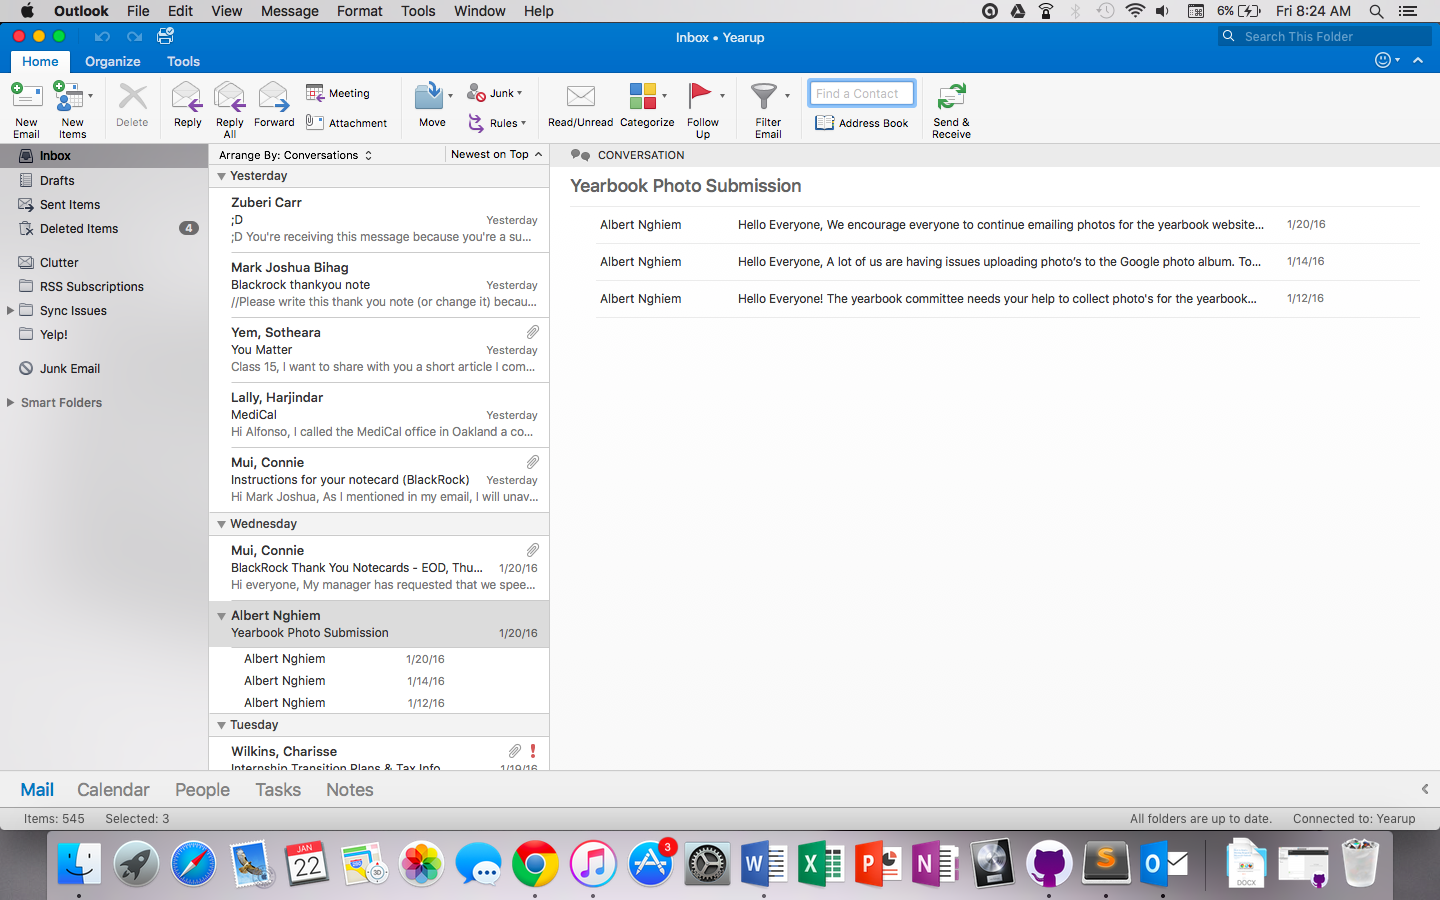 Outlook File Edit View Message Format Tools Window Help
6% Fri 8:24 AM
Inbox • Yearup
Search This Folder
Home Organize Tools
New Email
New Items
Delete
Reply
Reply All
Forward
Meeting
Attachment
Move
Junk
Rules
Read/Unread
Categorize
Follow Up
Filter Email
Find a Contact
Address Book
Send & Receive
Inbox
Drafts
Sent Items
Deleted Items 4
Clutter
RSS Subscriptions
Sync Issues
Yelp!
Junk Email
Smart Folders
Arrange By: Conversations Newest on Top
Yesterday
Zuberi Carr
;D Yesterday
;D You're receiving this message because you're a su...
Mark Joshua Bihag
Blackrock thankyou note Yesterday
//Please write this thank you note (or change it) becau...
Yem, Sotheara
You Matter Yesterday
Class 15, I want to share with you a short article I com...
Lally, Harjindar
MediCal Yesterday
Hi Alfonso, I called the MediCal office in Oakland a co...
Mui, Connie
Instructions for your notecard (BlackRock) Yesterday
Hi Mark Joshua, As I mentioned in my email, I will unav...
Wednesday
Mui, Connie
BlackRock Thank You Notecards - EOD, Thu... 1/20/16
Hi everyone, My manager has requested that we spee...
Albert Nghiem
Yearbook Photo Submission 1/20/16
Albert Nghiem 1/20/16
Albert Nghiem 1/14/16
Albert Nghiem 1/12/16
Tuesday
Wilkins, Charisse
Internship Transition Plans & Tax Info 1/19/16
CONVERSATION
Yearbook Photo Submission
Albert Nghiem Hello Everyone, We encourage everyone to continue emailing photos for the yearbook website... 1/20/16
Albert Nghiem Hello Everyone, A lot of us are having issues uploading photo's to the Google photo album. To... 1/14/16
Albert Nghiem Hello Everyone! The yearbook committee needs your help to collect photo's for the yearbook... 1/12/16
Mail Calendar People Tasks Notes
Items: 545 Selected: 3
All folders are up to date. Connected to: Yearup
JAN
22
3D
3
W
X
P
N
S
O
DOCX